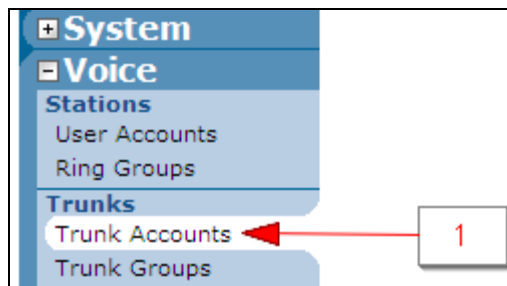 System
Voice
Stations
User Accounts
Ring Groups
Trunks
Trunk Accounts
1
Trunk Groups